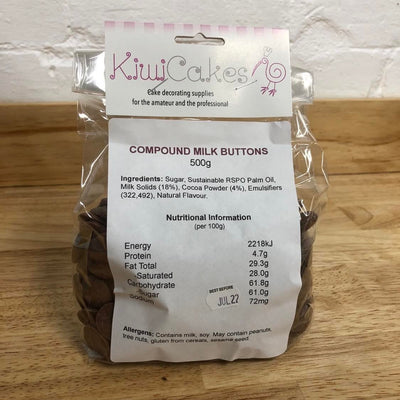 KiwiCakes
Cake decorating supplies
for the amateur and the professional
COMPOUND MILK BUTTONS
500g
Ingredients: Sugar, Sustainable RSPO Palm Oil,
Milk Solids (18%), Cocoa Powder (4%), Emulsifiers
(322,492), Natural Flavour.
Nutritional Information
(per 100g)
Energy 2218kJ
Protein 4.7g
Fat Total 29.3g
Saturated 28.0g
Carbohydrate 61.8g
Sugar 61.0g
Sodium 72mg
BEST BEFORE
JUL 22
Allergens: Contains milk, soy. May contain peanuts,
tree nuts, gluten from cereals, sesame seed.